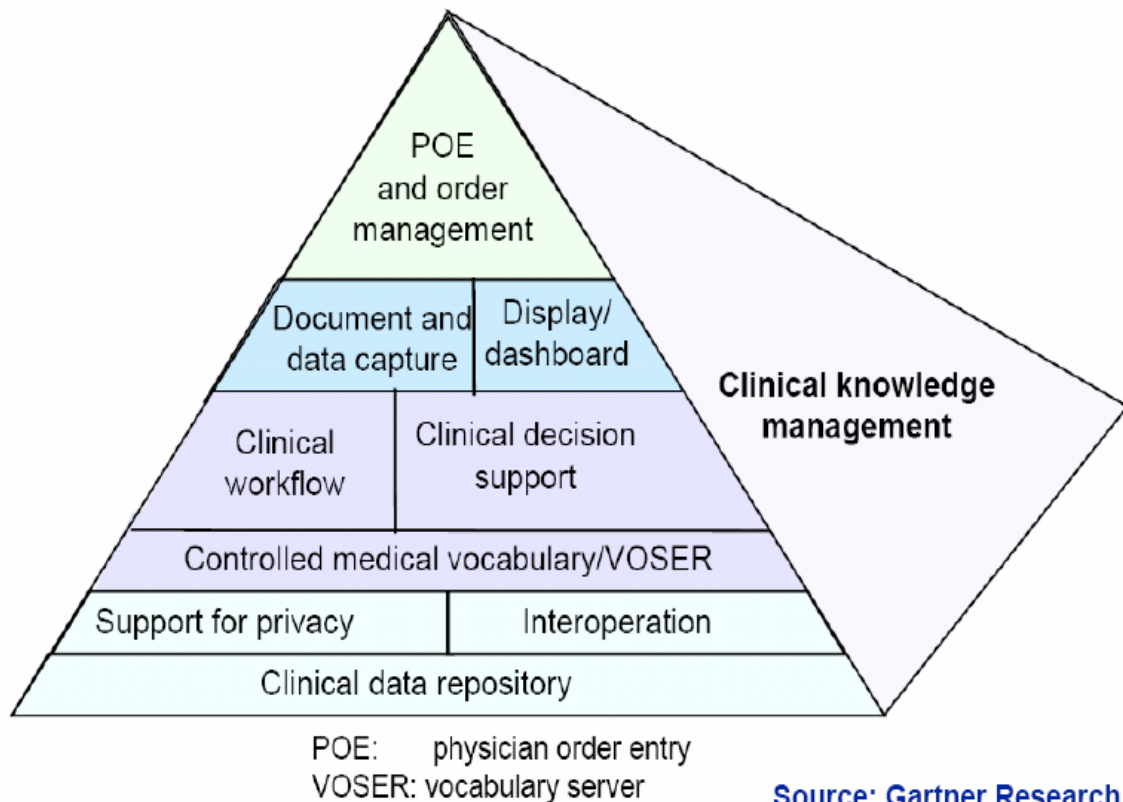 POE
and order
management
Document and
data capture
Display/
dashboard
Clinical knowledge
management
Clinical
workflow
Clinical decision
support
Controlled medical vocabulary/VOSER
Support for privacy
Interoperation
Clinical data repository
POE: physician order entry
VOSER: vocabulary server
Source: Gartner Research